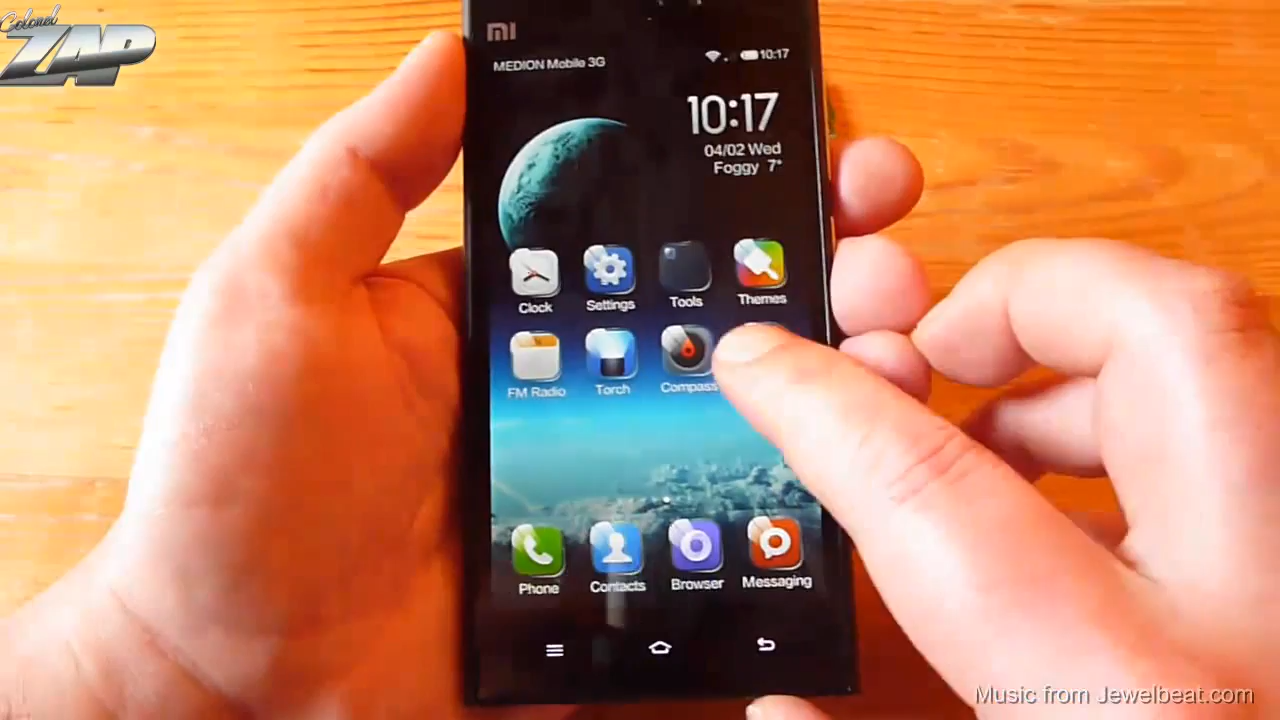 Colonel
ZAP
MI
MEDION Mobile 3G
10:17
10:17
04/02 Wed
Foggy 7°
Clock
Settings
Tools
Themes
FM Radio
Torch
Compass
Phone
Contacts
Browser
Messaging
Music from Jewelbeat.com